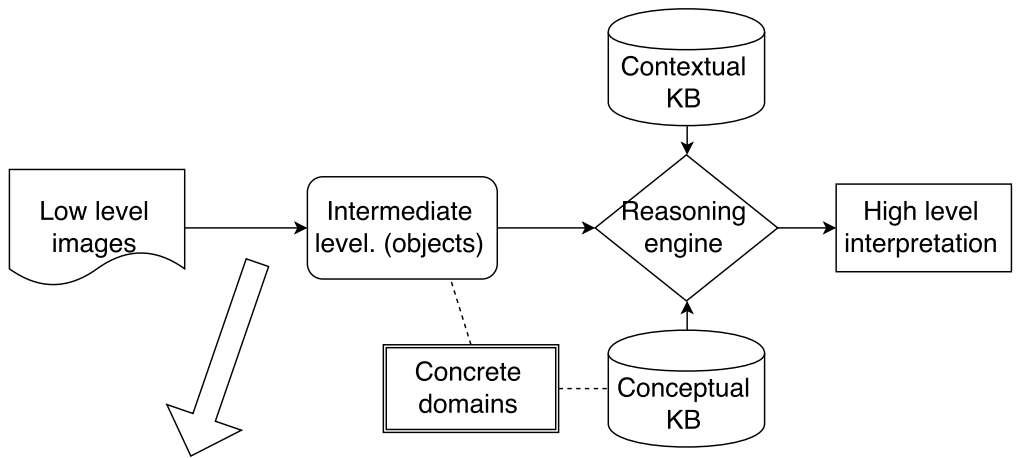 Contextual
KB
Low level
images
Intermediate
level. (objects)
Reasoning
engine
High level
interpretation
Concrete
domains
Conceptual
KB